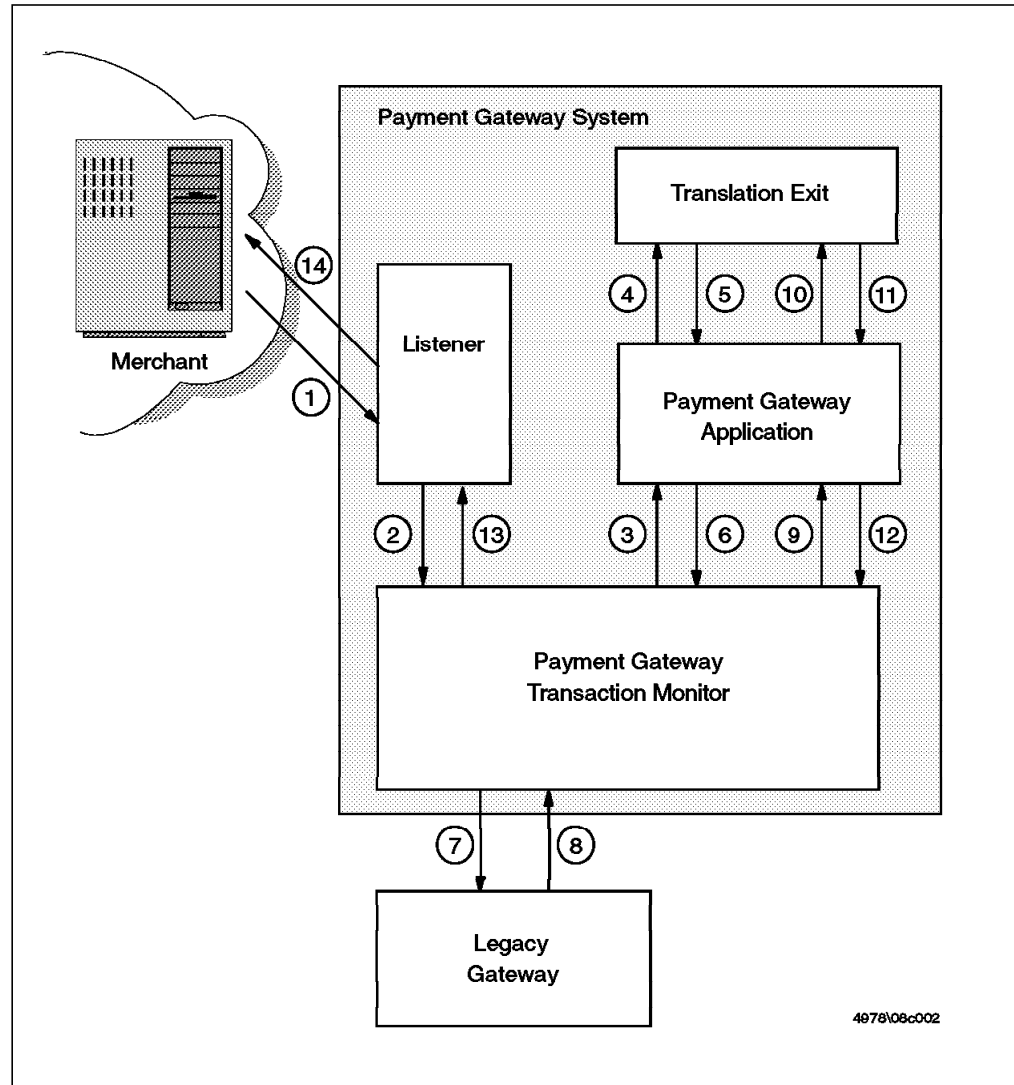 Payment Gateway System
Translation Exit
14
4
5
10
11
Listener
Merchant
1
Payment Gateway
Application
2
13
3
6
9
12
Payment Gateway
Transaction Monitor
7
8
Legacy
Gateway
4978\08c002